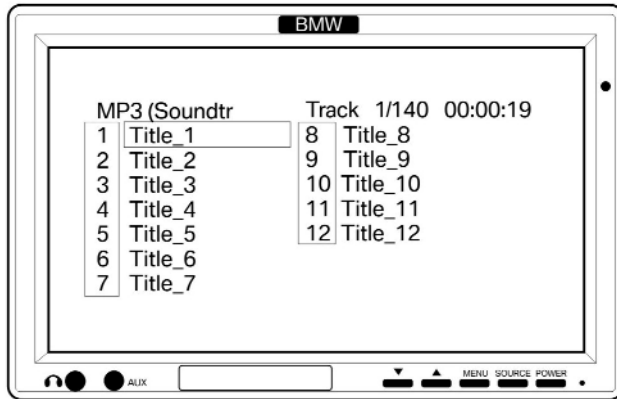 BMW
MP3 (Soundtr Track 1/140 00:00:19
1 Title_1
2 Title_2
3 Title_3
4 Title_4
5 Title_5
6 Title_6
7 Title_7
8 Title_8
9 Title_9
10 Title_10
11 Title_11
12 Title_12
AUX
MENU SOURCE POWER